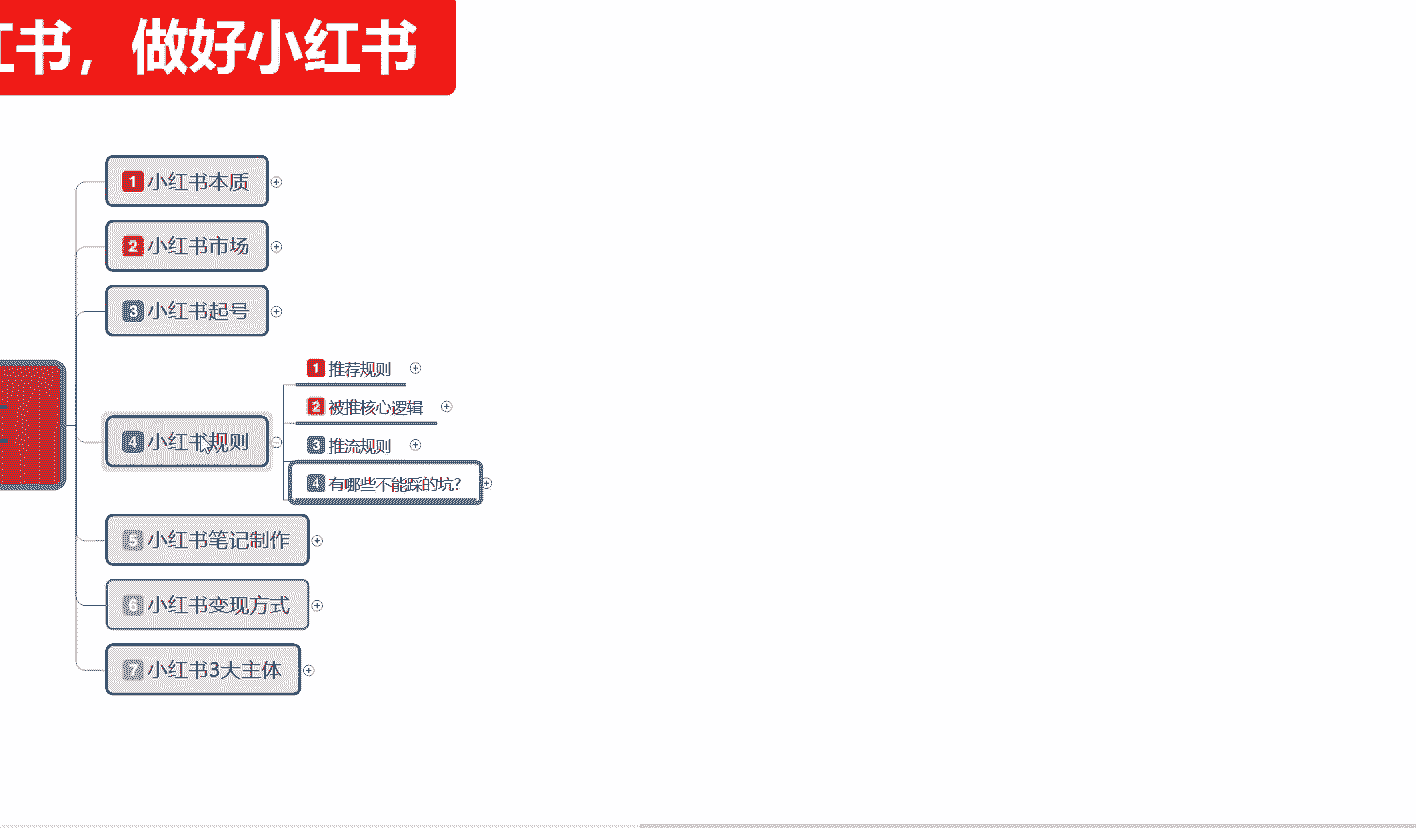 红书，做好小红书
1 小红书本质
2 小红书市场
3 小红书起号
4 小红书规则
1 推荐规则
2 被推核心逻辑
3 推流规则
4 有哪些不能踩的坑?
5 小红书笔记制作
6 小红书变现方式
7 小红书3大主体